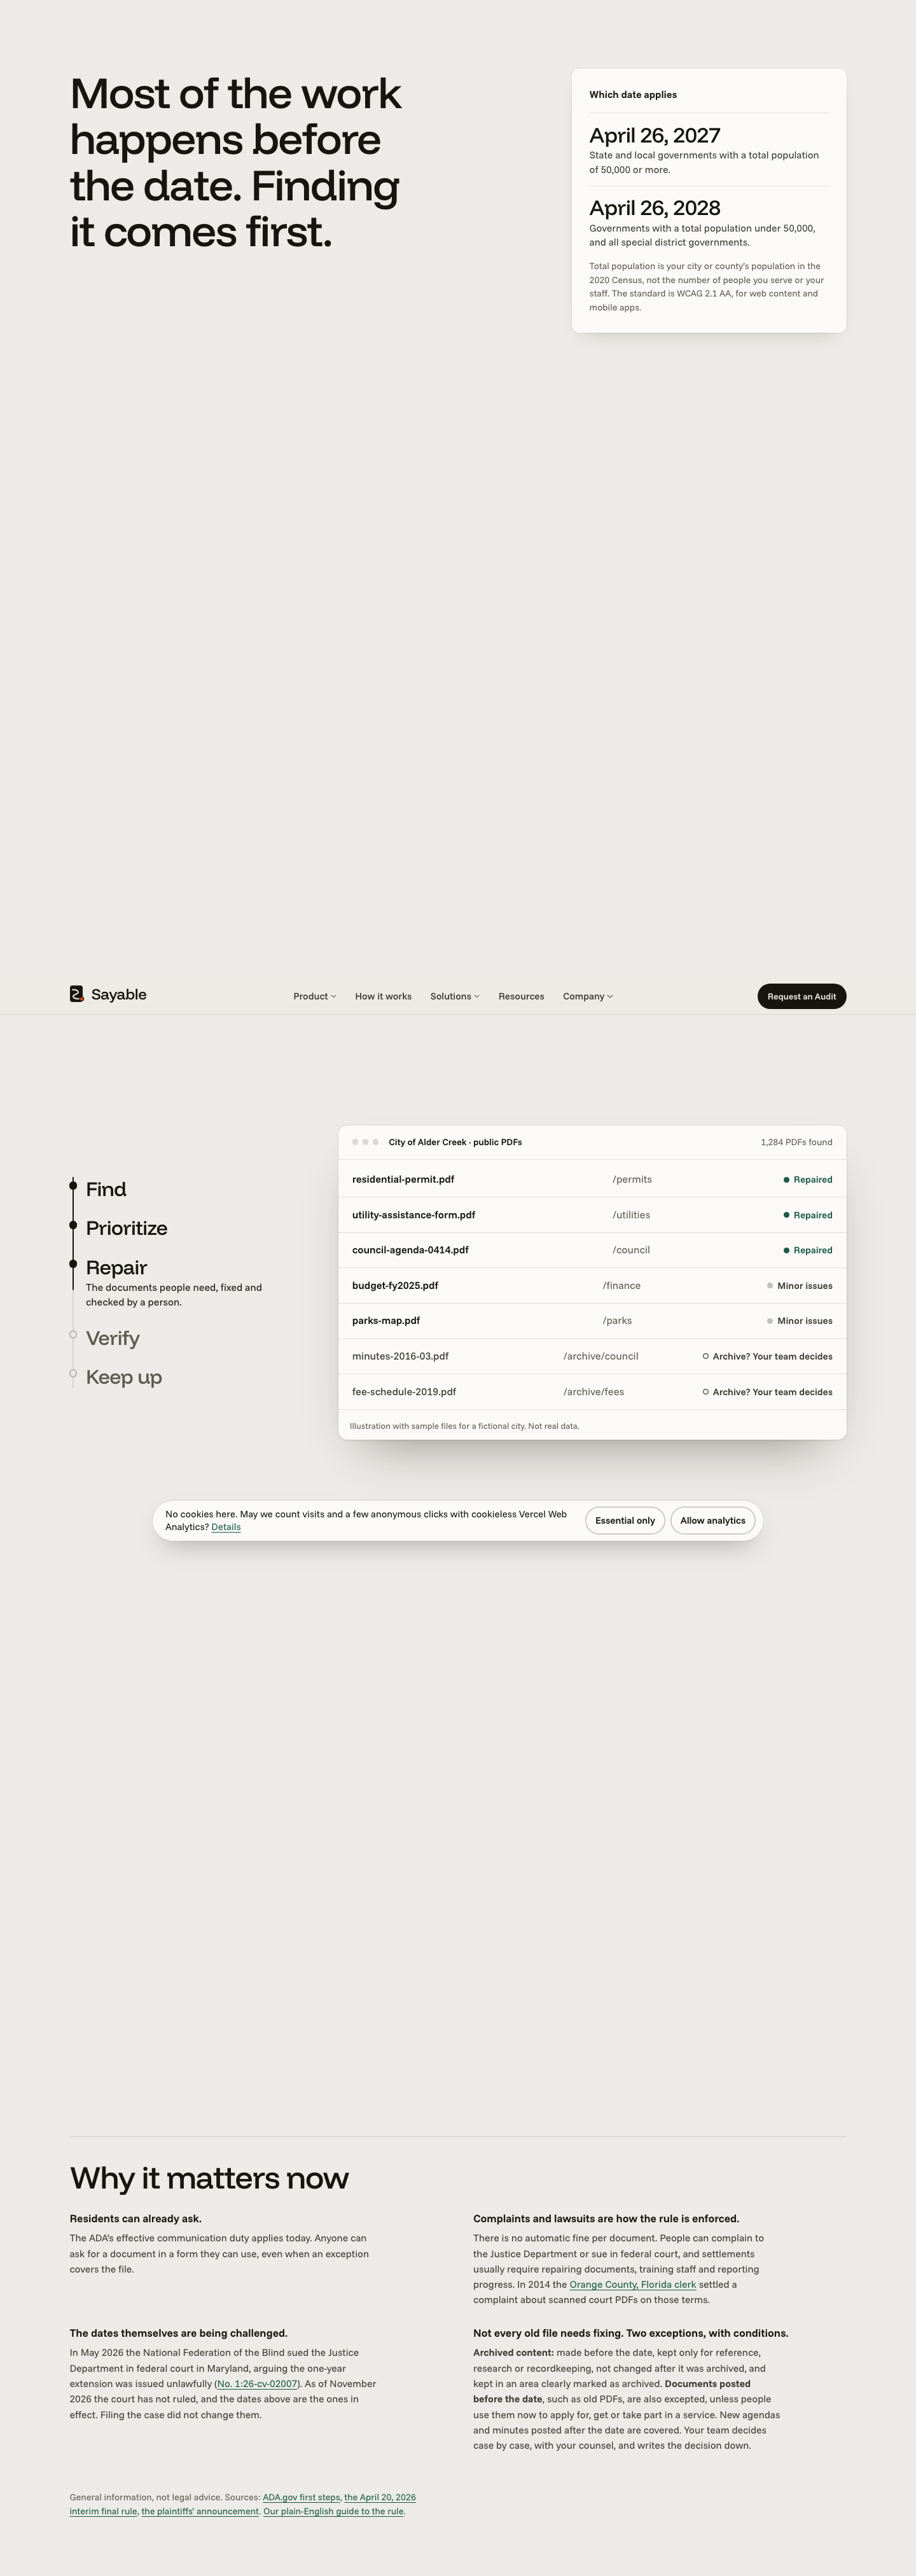 Most of the work
happens before
the date. Finding
it comes first.
Which date applies
April 26, 2027
State and local governments with a total population
of 50,000 or more.
April 26, 2028
Governments with a total population under 50,000,
and all special district governments.
Total population is your city or county's population in the
2020 Census, not the number of people you serve or your
staff. The standard is WCAG 2.1 AA, for web content and
mobile apps.
Sayable
Product
How it works
Solutions
Resources
Company
Request an Audit
Find
Prioritize
Repair
The documents people need, fixed and
checked by a person.
Verify
Keep up
City of Alder Creek · public PDFs
1,284 PDFs found
residential-permit.pdf /permits Repaired
utility-assistance-form.pdf /utilities Repaired
council-agenda-0414.pdf /council Repaired
budget-fy2025.pdf /finance Minor issues
parks-map.pdf /parks Minor issues
minutes-2016-03.pdf /archive/council Archive? Your team decides
fee-schedule-2019.pdf /archive/fees Archive? Your team decides
Illustration with sample files for a fictional city. Not real data.
No cookies here. May we count visits and a few anonymous clicks with cookieless Vercel Web
Analytics? Details
Essential only
Allow analytics
Why it matters now
Residents can already ask.
The ADA's effective communication duty applies today. Anyone can
ask for a document in a form they can use, even when an exception
covers the file.
Complaints and lawsuits are how the rule is enforced.
There is no automatic fine per document. People can complain to
the Justice Department or sue in federal court, and settlements
usually require repairing documents, training staff and reporting
progress. In 2014 the Orange County, Florida clerk settled a
complaint about scanned court PDFs on those terms.
The dates themselves are being challenged.
In May 2026 the National Federation of the Blind sued the Justice
Department in federal court in Maryland, arguing the one-year
extension was issued unlawfully (No. 1:26-cv-02007). As of November
2026 the court has not ruled, and the dates above are the ones in
effect. Filing the case did not change them.
Not every old file needs fixing. Two exceptions, with conditions.
Archived content: made before the date, kept only for reference,
research or recordkeeping, not changed after it was archived, and
kept in an area clearly marked as archived. Documents posted
before the date, such as old PDFs, are also excepted, unless people
use them now to apply for, get or take part in a service. New agendas
and minutes posted after the date are covered. Your team decides
case by case, with your counsel, and writes the decision down.
General information, not legal advice. Sources: ADA.gov first steps, the April 20, 2026
interim final rule, the plaintiffs' announcement. Our plain-English guide to the rule.